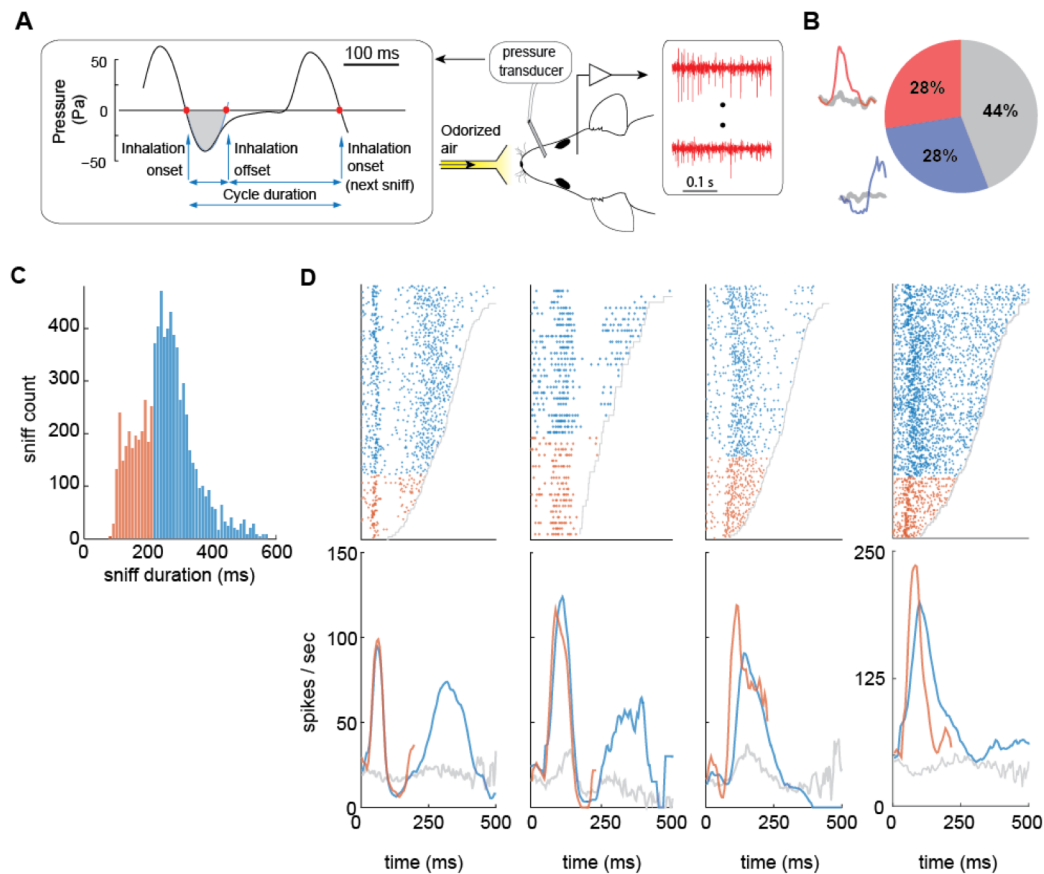 A
100 ms
50
0
−50
Pressure
(Pa)
Inhalation
onset
Inhalation
offset
Inhalation
onset
(next sniff)
Cycle duration
pressure
transducer
Odorized
air
0.1 s
B
28%
44%
28%
C
400
300
200
100
0
sniff count
0
200
400
600
sniff duration (ms)
D
150
100
50
0
spikes / sec
0
250
500
time (ms)
0
250
500
time (ms)
0
250
500
time (ms)
250
125
0
0
250
500
time (ms)